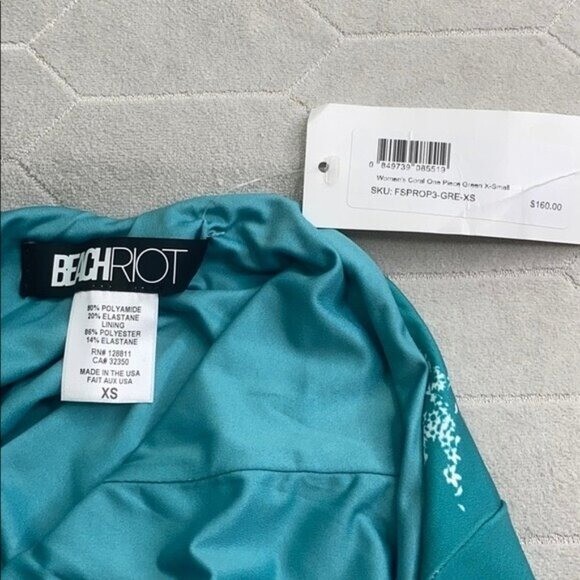 0 849739 085519
Women's Coral One Piece Green X-Small
SKU: FSPROP3-GRE-XS
$160.00
BEACHRIOT
80% POLYAMIDE
20% ELASTANE
LINING
86% POLYESTER
14% ELASTANE
RN# 128811
CA# 32350
MADE IN THE USA
FAIT AUX USA
XS